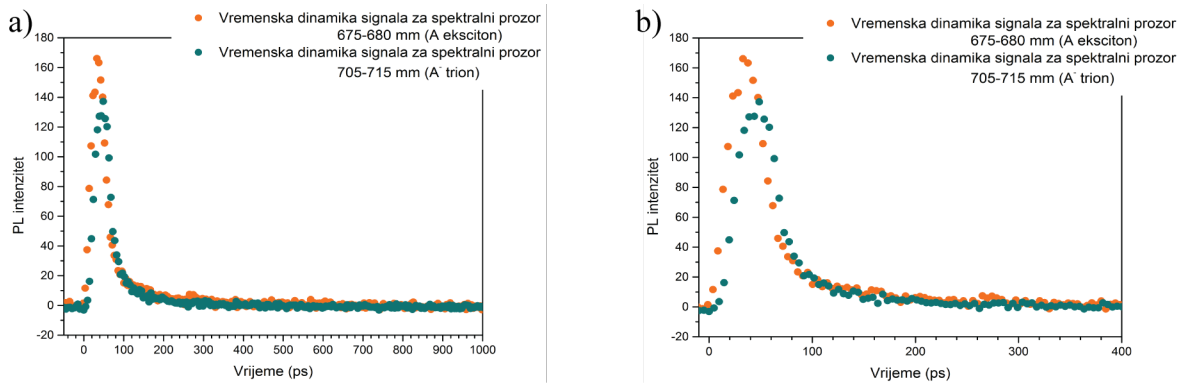 a)
Vremenska dinamika signala za spektralni prozor
675-680 mm (A eksciton)
Vremenska dinamika signala za spektralni prozor
705-715 mm (A⁻ trion)
180
160
140
120
100
80
60
40
20
0
-20
PL intenzitet
0 100 200 300 400 500 600 700 800 900 1000
Vrijeme (ps)
b)
Vremenska dinamika signala za spektralni prozor
675-680 mm (A eksciton)
Vremenska dinamika signala za spektralni prozor
705-715 mm (A⁻ trion)
180
160
140
120
100
80
60
40
20
0
-20
PL intenzitet
0 100 200 300 400
Vrijeme (ps)